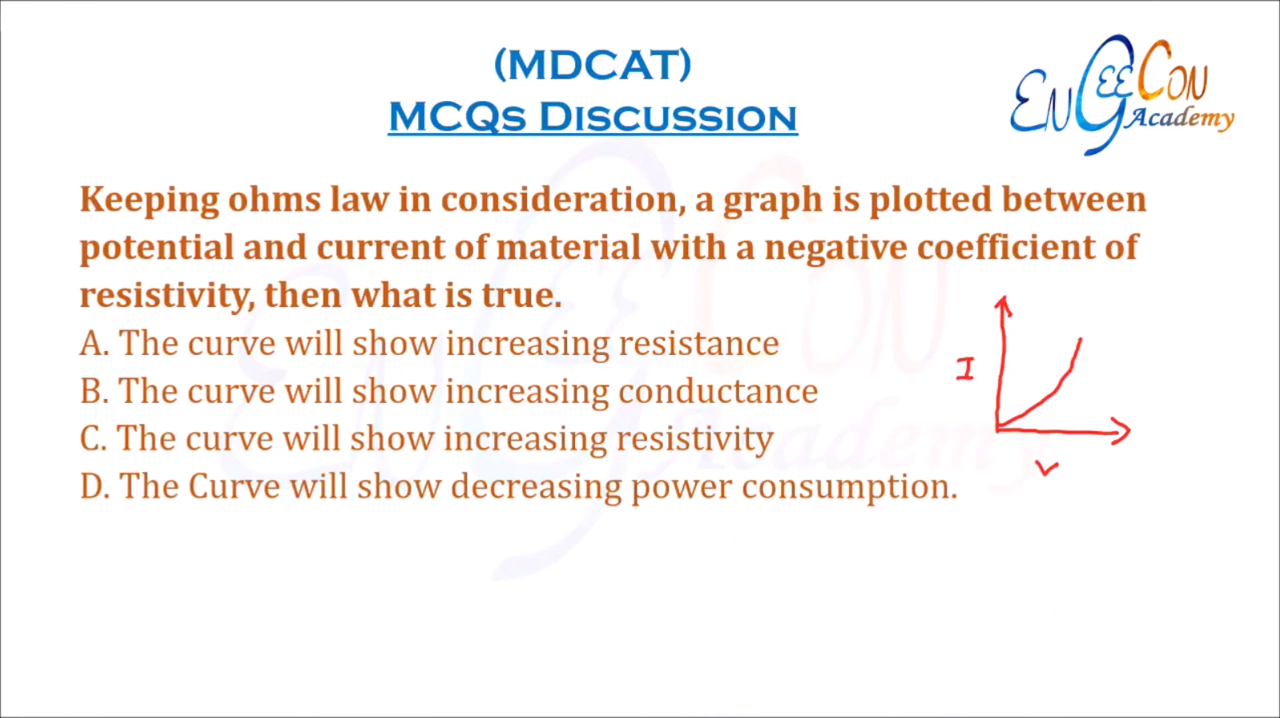 (MDCAT)
MCQs Discussion
EnGeeCon
Academy
Keeping ohms law in consideration, a graph is plotted between
potential and current of material with a negative coefficient of
resistivity, then what is true.
A. The curve will show increasing resistance
B. The curve will show increasing conductance
C. The curve will show increasing resistivity
D. The Curve will show decreasing power consumption.
I
V